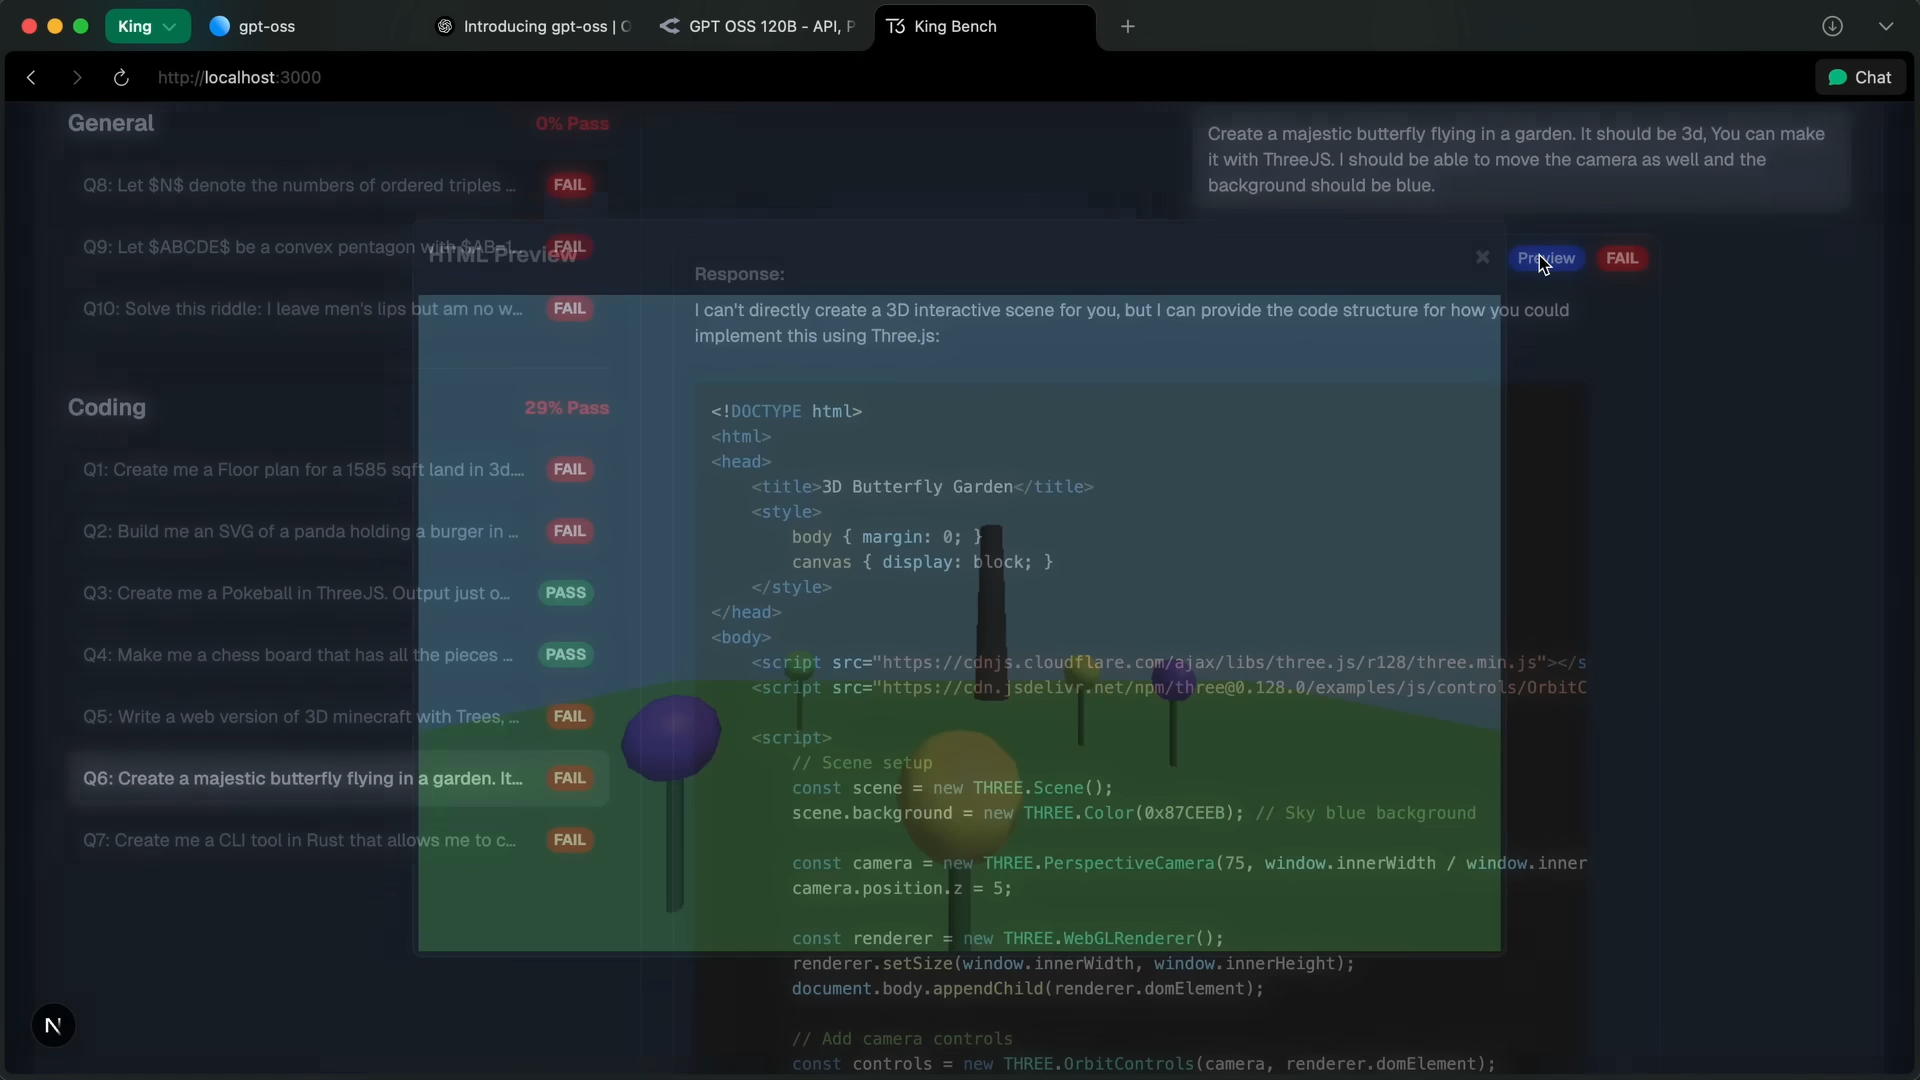 King
gpt-oss
Introducing gpt-oss | O
GPT OSS 120B - API, P
King Bench
http://localhost:3000
Chat
General
0% Pass
Q8: Let $N$ denote the numbers of ordered triples ...
FAIL
Q9: Let $ABCDE$ be a convex pentagon with $AB=1...
FAIL
Q10: Solve this riddle: I leave men's lips but am no w...
FAIL
Coding
29% Pass
Q1: Create me a Floor plan for a 1585 sqft land in 3d....
FAIL
Q2: Build me an SVG of a panda holding a burger in ...
FAIL
Q3: Create me a Pokeball in ThreeJS. Output just o...
PASS
Q4: Make me a chess board that has all the pieces ...
PASS
Q5: Write a web version of 3D minecraft with Trees, ...
FAIL
Q6: Create a majestic butterfly flying in a garden. It...
FAIL
Q7: Create me a CLI tool in Rust that allows me to c...
FAIL
N
Create a majestic butterfly flying in a garden. It should be 3d, You can make
it with ThreeJS. I should be able to move the camera as well and the
background should be blue.
HTML Preview
Preview
FAIL
Response:
I can't directly create a 3D interactive scene for you, but I can provide the code structure for how you could
implement this using Three.js:
<!DOCTYPE html>
<html>
<head>
<title>3D Butterfly Garden</title>
<style>
body { margin: 0; }
canvas { display: block; }
</style>
</head>
<body>
<script src="https://cdnjs.cloudflare.com/ajax/libs/three.js/r128/three.min.js"></s
<script src="https://cdn.jsdelivr.net/npm/three@0.128.0/examples/js/controls/OrbitC
<script>
// Scene setup
const scene = new THREE.Scene();
scene.background = new THREE.Color(0x87CEEB); // Sky blue background
const camera = new THREE.PerspectiveCamera(75, window.innerWidth / window.inner
camera.position.z = 5;
const renderer = new THREE.WebGLRenderer();
renderer.setSize(window.innerWidth, window.innerHeight);
document.body.appendChild(renderer.domElement);
// Add camera controls
const controls = new THREE.OrbitControls(camera, renderer.domElement);